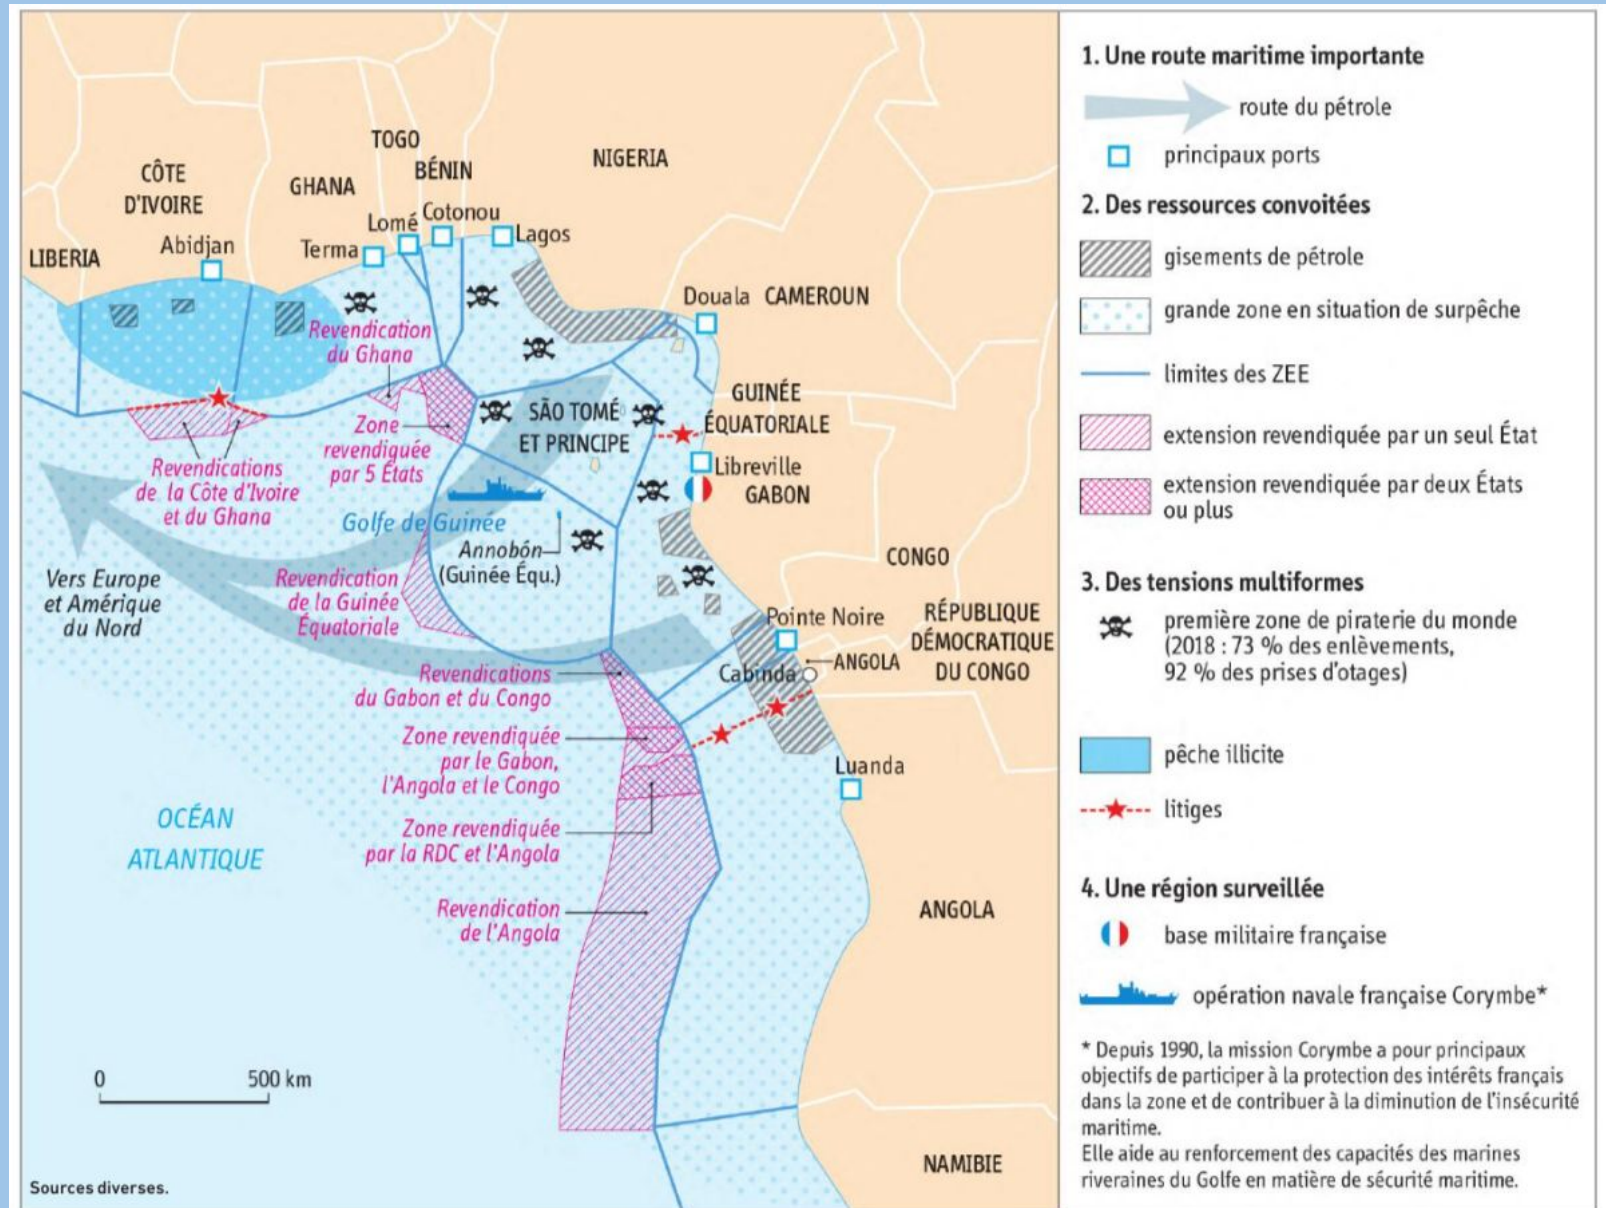 TOGO
BÉNIN
NIGERIA
CÔTE
D'IVOIRE
GHANA
Lomé
Cotonou
Lagos
Abidjan
Terma
LIBERIA
Douala
CAMEROUN
Revendication
du Ghana
GUINÉE
ÉQUATORIALE
SÃO TOMÉ
ET PRINCIPE
Zone
revendiquée
par 5 États
Libreville
GABON
Revendications
de la Côte d'Ivoire
et du Ghana
Golfe de Guinée
Annobón
(Guinée Équ.)
CONGO
Vers Europe
et Amérique
du Nord
Revendication
de la Guinée
Équatoriale
Pointe Noire
RÉPUBLIQUE
DÉMOCRATIQUE
DU CONGO
ANGOLA
Cabinda
Revendications
du Gabon et du Congo
Zone revendiquée
par le Gabon,
l'Angola et le Congo
Luanda
OCÉAN
ATLANTIQUE
Zone revendiquée
par la RDC et l'Angola
Revendication
de l'Angola
ANGOLA
0 500 km
NAMIBIE
Sources diverses.
1. Une route maritime importante
route du pétrole
principaux ports
2. Des ressources convoitées
gisements de pétrole
grande zone en situation de surpêche
limites des ZEE
extension revendiquée par un seul État
extension revendiquée par deux États
ou plus
3. Des tensions multiformes
première zone de piraterie du monde
(2018 : 73 % des enlèvements,
92 % des prises d'otages)
pêche illicite
litiges
4. Une région surveillée
base militaire française
opération navale française Corymbe*
* Depuis 1990, la mission Corymbe a pour principaux
objectifs de participer à la protection des intérêts français
dans la zone et de contribuer à la diminution de l'insécurité
maritime.
Elle aide au renforcement des capacités des marines
riveraines du Golfe en matière de sécurité maritime.